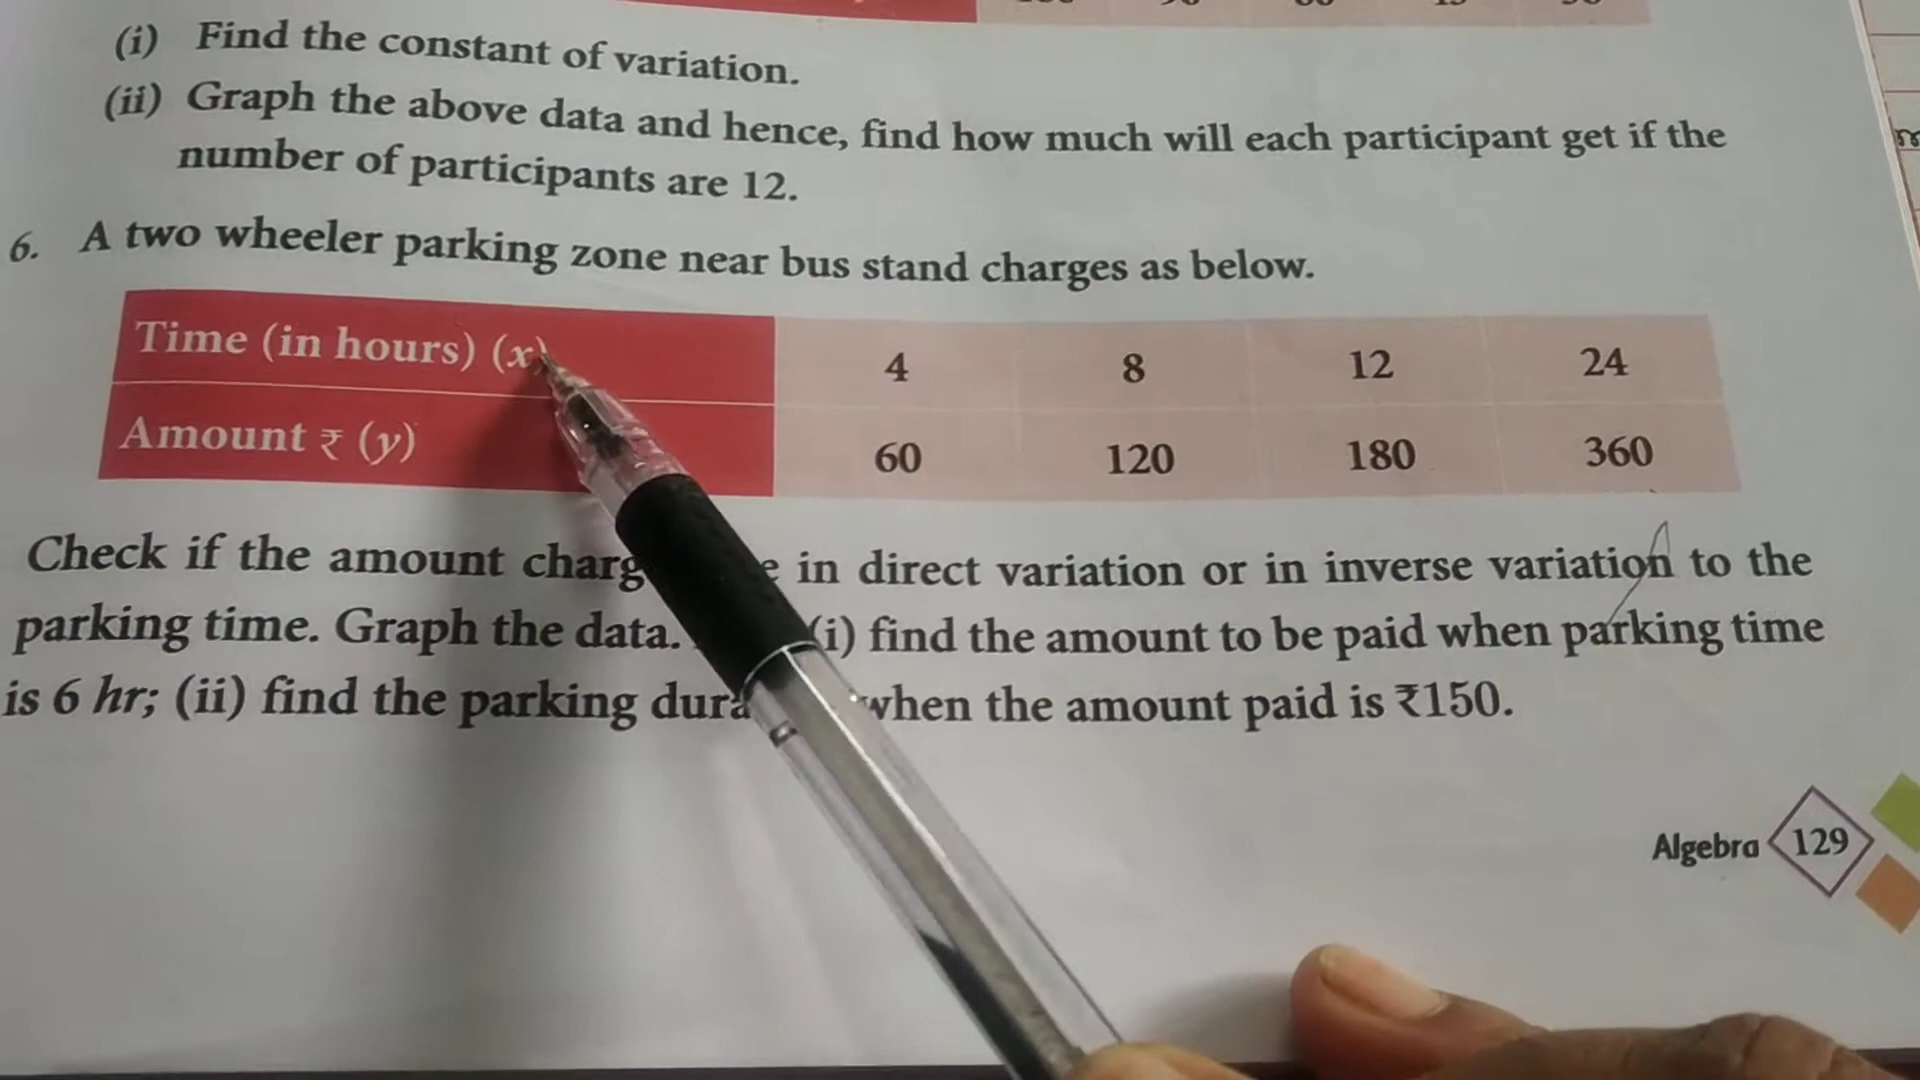 (i) Find the constant of variation.
(ii) Graph the above data and hence, find how much will each participant get if the
number of participants are 12.
6. A two wheeler parking zone near bus stand charges as below.
Time (in hours) (x) 4 8 12 24
Amount ₹ (y) 60 120 180 360
Check if the amount in direct variation or in inverse variation to the
parking time. Graph the data. (i) find the amount to be paid when parking time
is 6 hr; (ii) find the parking when the amount paid is ₹150.
Algebra 129